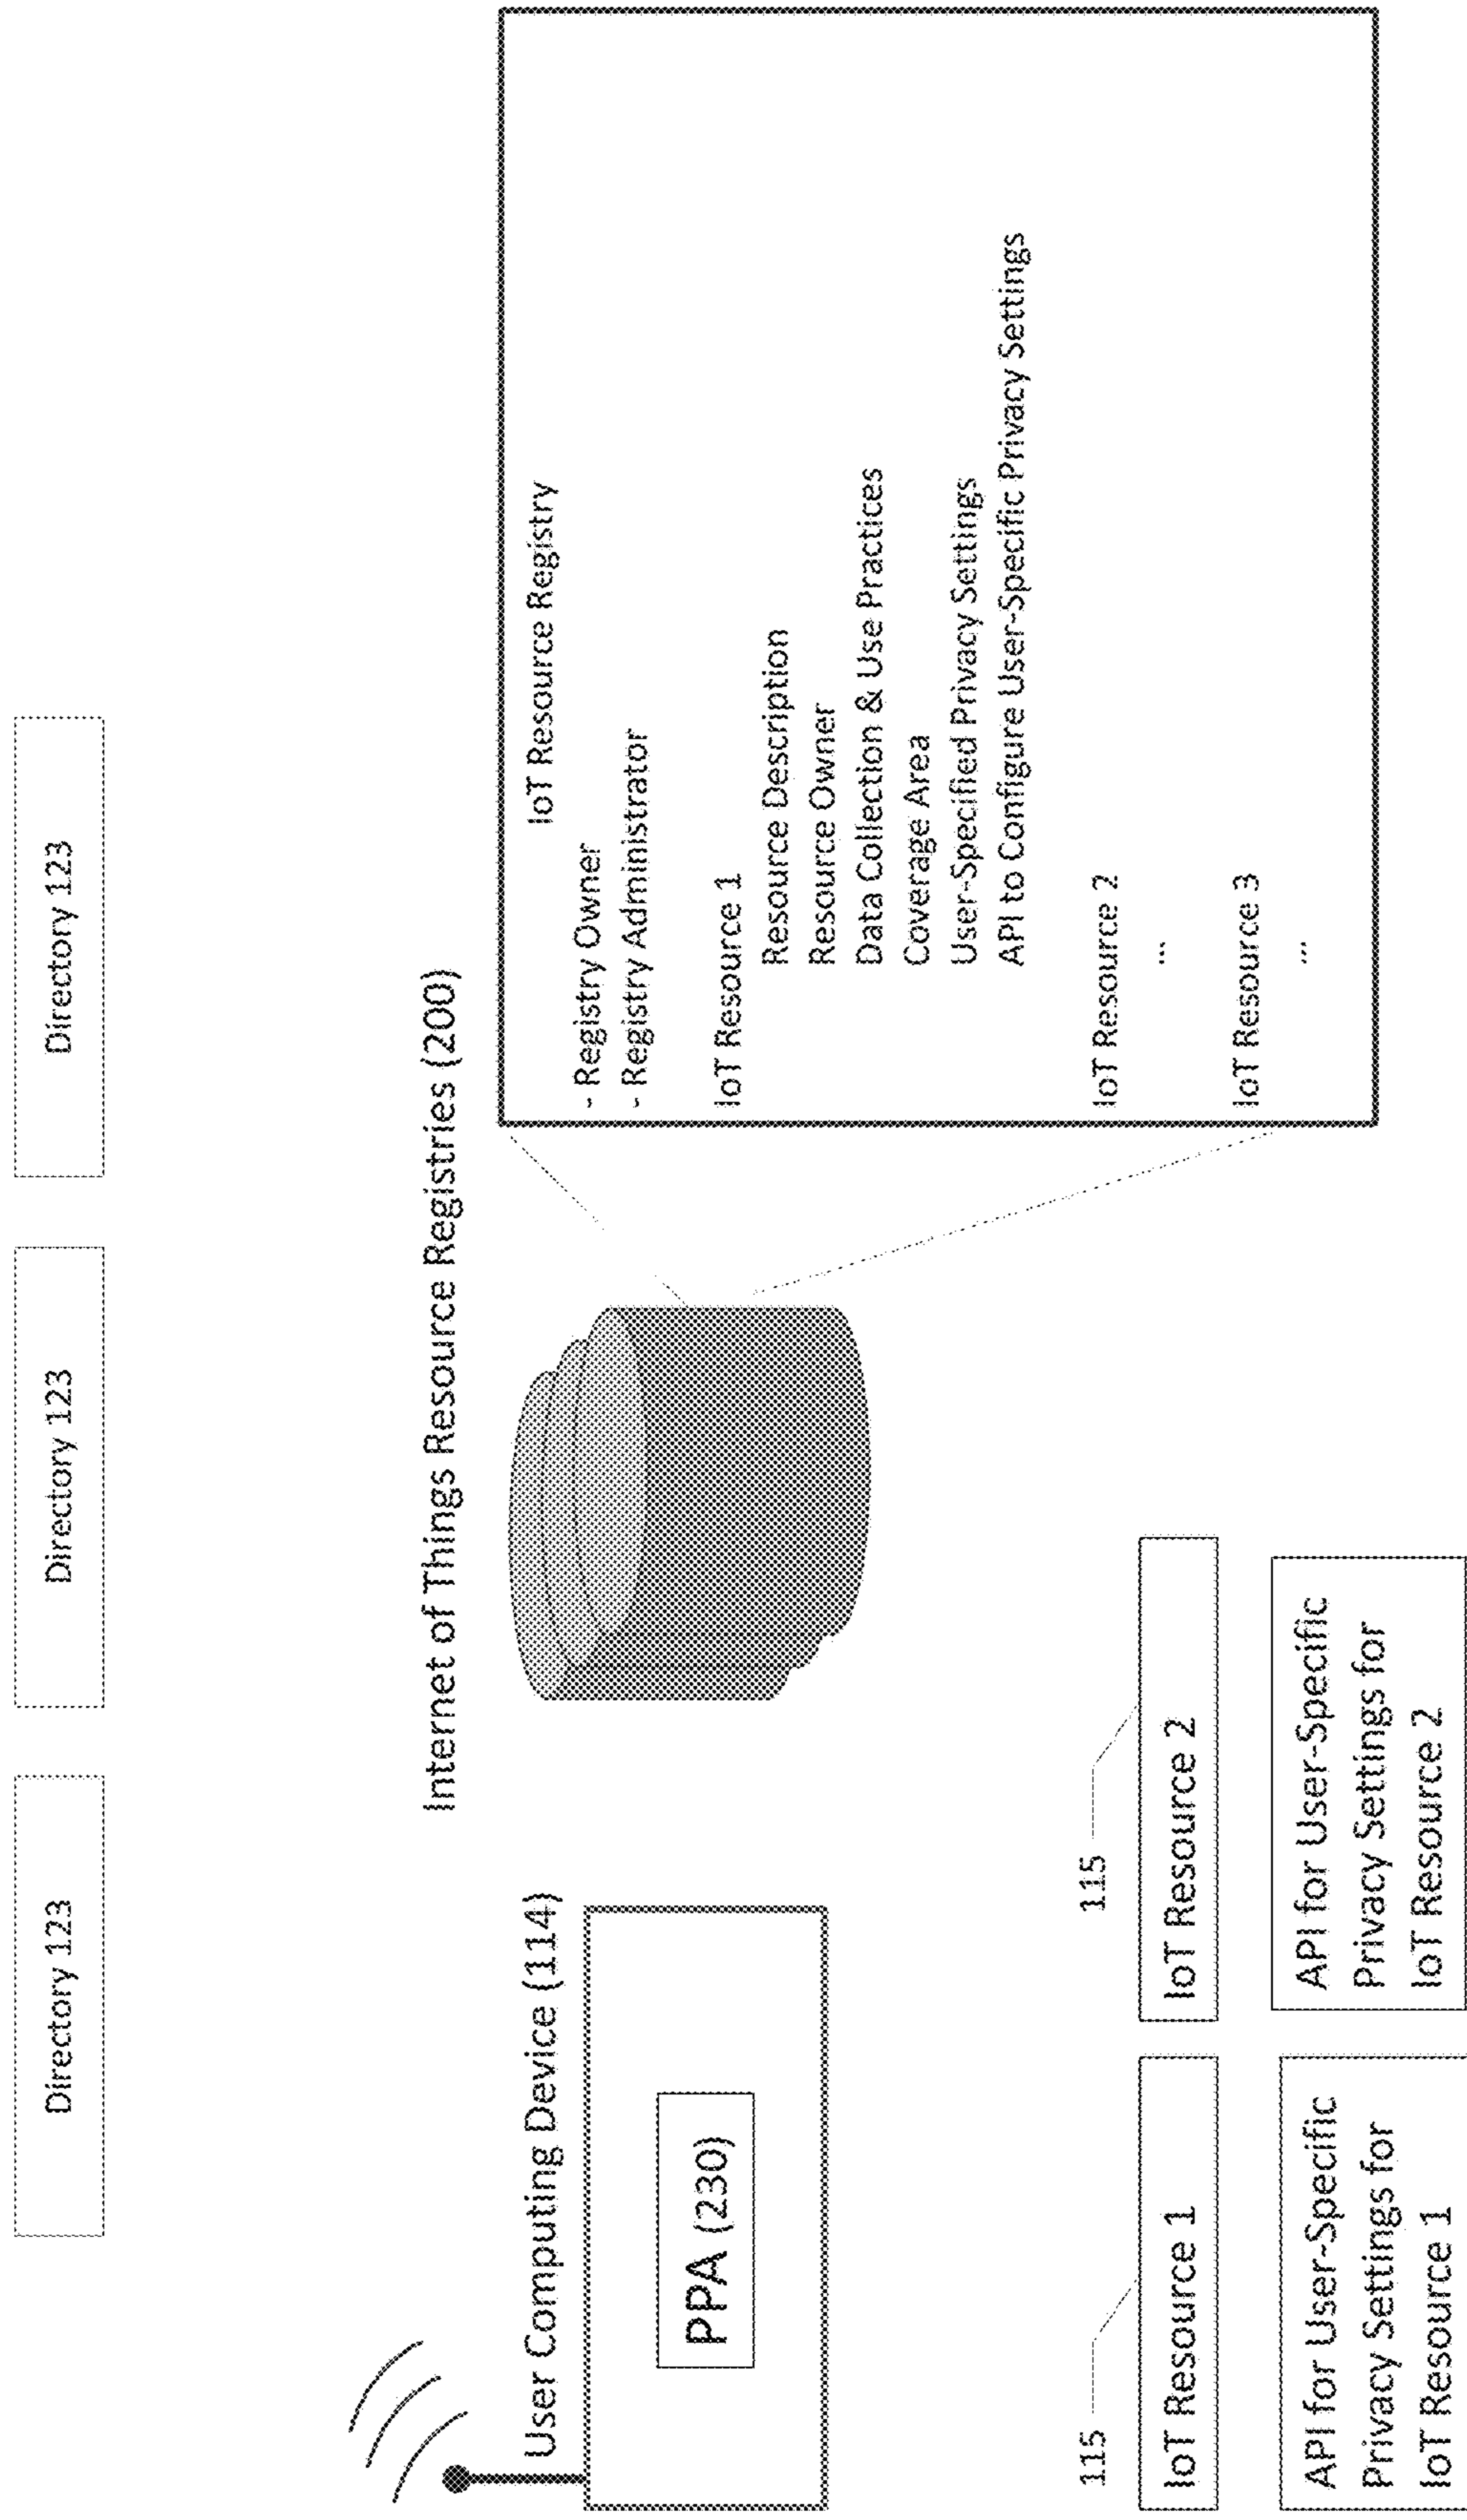 Directory 123
Directory 123
Directory 123
Internet of Things Resource Registries (200)
User Computing Device (114)
PPA (230)
IoT Resource Registry
- Registry Owner
- Registry Administrator
IoT Resource 1
Resource Description
Resource Owner
Data Collection & Use Practices
Coverage Area
User-Specified Privacy Settings
API to Configure User-Specific Privacy Settings
IoT Resource 2
...
IoT Resource 3
...
115
IoT Resource 1
API for User-Specific
Privacy Settings for
IoT Resource 1
115
IoT Resource 2
API for User-Specific
Privacy Settings for
IoT Resource 2